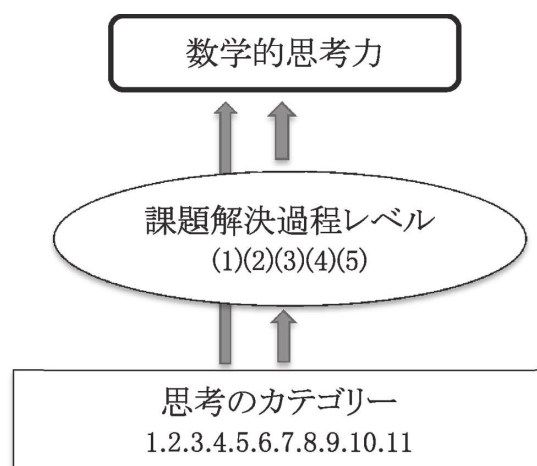 数学的思考力
課題解決過程レベル
(1)(2)(3)(4)(5)
思考のカテゴリー
1.2.3.4.5.6.7.8.9.10.11